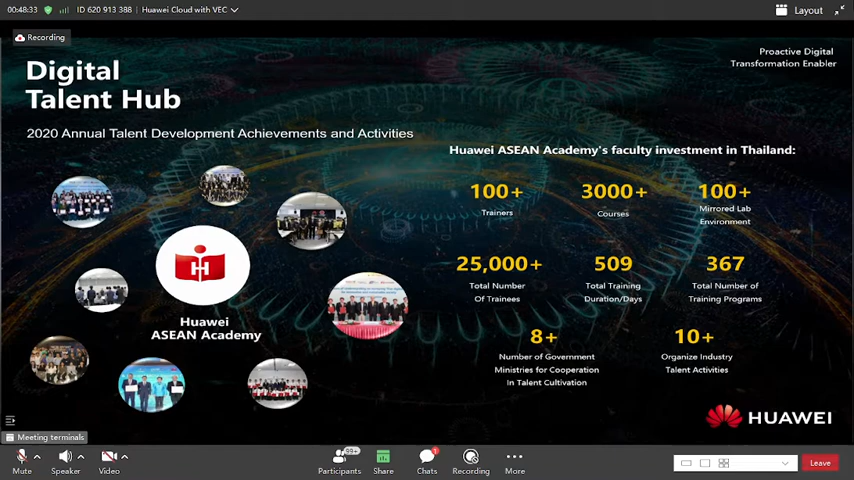 00:48:33
ID 620 913 388
Huawei Cloud with VEC
Layout
Recording
Proactive Digital
Transformation Enabler
Digital
Talent Hub
2020 Annual Talent Development Achievements and Activities
Huawei ASEAN Academy
Huawei ASEAN Academy's faculty investment in Thailand:
100+
Trainers
3000+
Courses
100+
Mirrored Lab
Environment
25,000+
Total Number
Of Trainees
509
Total Training
Duration/Days
367
Total Number of
Training Programs
8+
Number of Government
Ministries for Cooperation
In Talent Cultivation
10+
Organize Industry
Talent Activities
HUAWEI
Meeting terminals
Mute
Speaker
Video
99+
Participants
Share
1
Chats
Recording
More
Leave